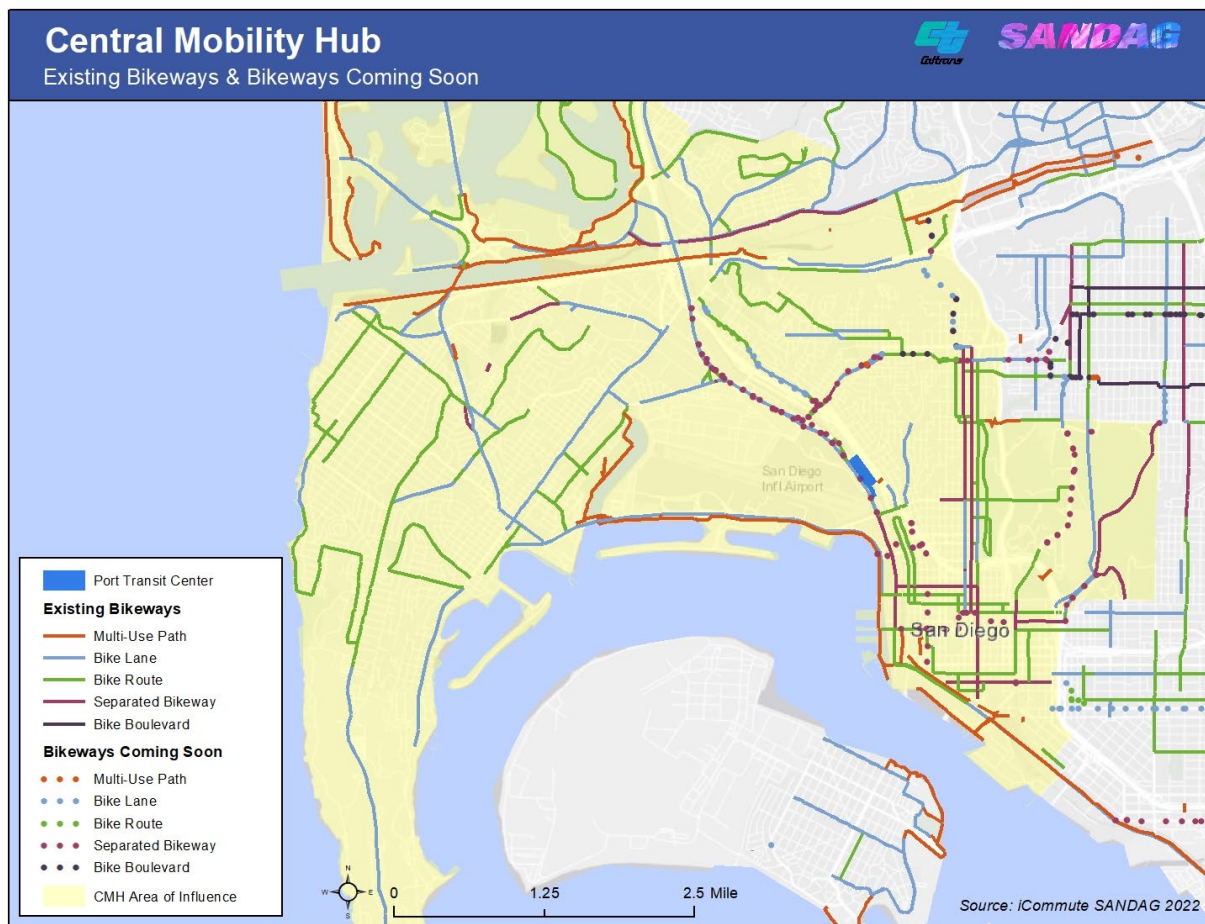 Central Mobility Hub
Existing Bikeways & Bikeways Coming Soon
Caltrans
SANDAG
San Diego
Int'l Airport
San Diego
Port Transit Center
Existing Bikeways
Multi-Use Path
Bike Lane
Bike Route
Separated Bikeway
Bike Boulevard
Bikeways Coming Soon
Multi-Use Path
Bike Lane
Bike Route
Separated Bikeway
Bike Boulevard
CMH Area of Influence
N
W E
S
0 1.25 2.5 Mile
Source: iCommute SANDAG 2022